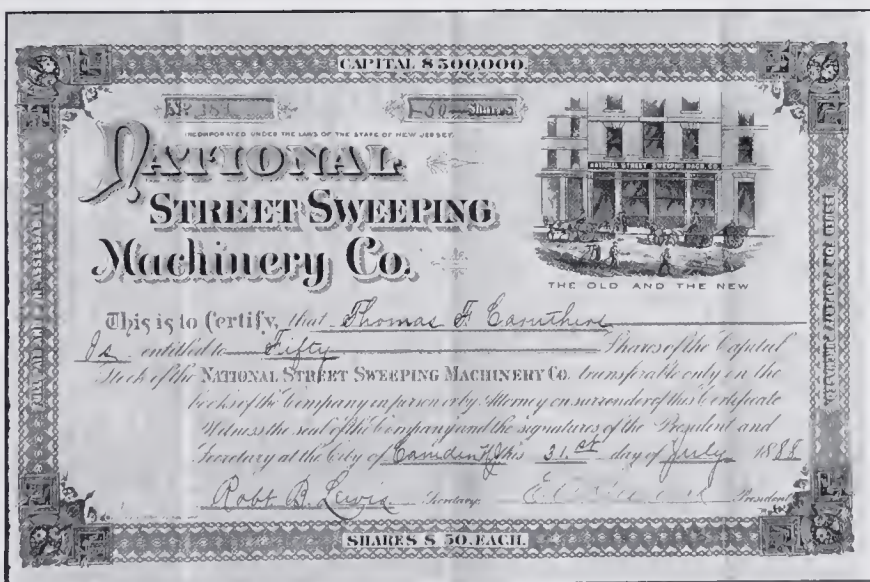 CAPITAL $500,000.
50 Shares
INCORPORATED UNDER THE LAWS OF THE STATE OF NEW JERSEY.
NATIONAL
STREET SWEEPING
Machinery Co.
NATIONAL STREET SWEEPING MACH. CO.
THE OLD AND THE NEW
This is to Certify, that Thomas F. Caruthers
Is entitled to Fifty Shares of the Capital
Stock of the NATIONAL STREET SWEEPING MACHINERY CO. transferable only on the
books of the Company in person or by Attorney on surrender of this Certificate
Witness the seal of the Company and the signatures of the President and
Secretary at the City of Camden NJ this 31.st day of July 1888
Robt. B. Lewis Secretary President
SHARES $50. EACH.